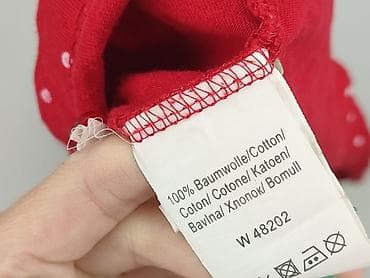 100% Baumwolle/Cotton/
Coton/ Cotone/ Katoen/
Bavlna/ Хлопок/ Bomull
W 48202